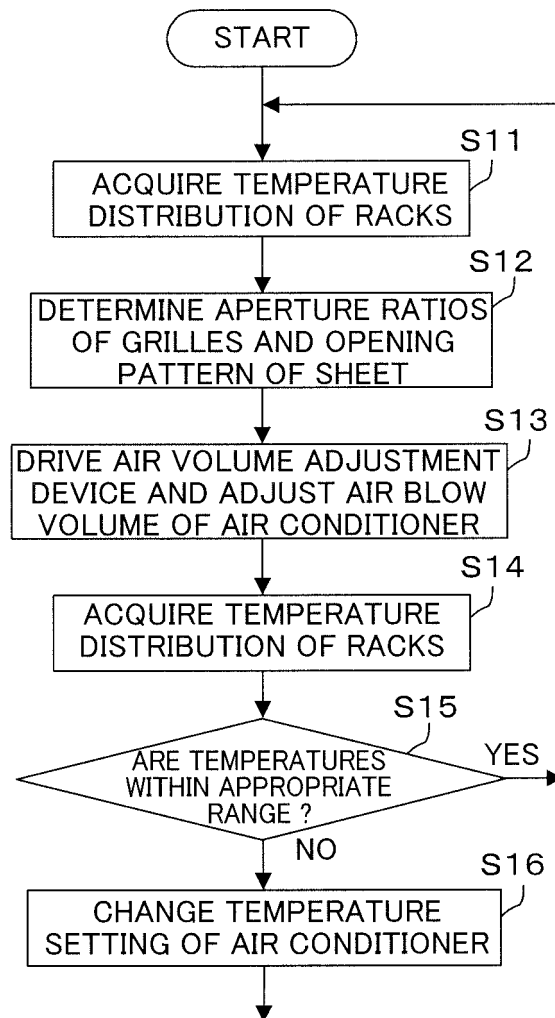 START
S11
ACQUIRE TEMPERATURE
DISTRIBUTION OF RACKS
S12
DETERMINE APERTURE RATIOS
OF GRILLES AND OPENING
PATTERN OF SHEET
S13
DRIVE AIR VOLUME ADJUSTMENT
DEVICE AND ADJUST AIR BLOW
VOLUME OF AIR CONDITIONER
S14
ACQUIRE TEMPERATURE
DISTRIBUTION OF RACKS
S15
ARE TEMPERATURES
WITHIN APPROPRIATE
RANGE ?
YES
NO
S16
CHANGE TEMPERATURE
SETTING OF AIR CONDITIONER